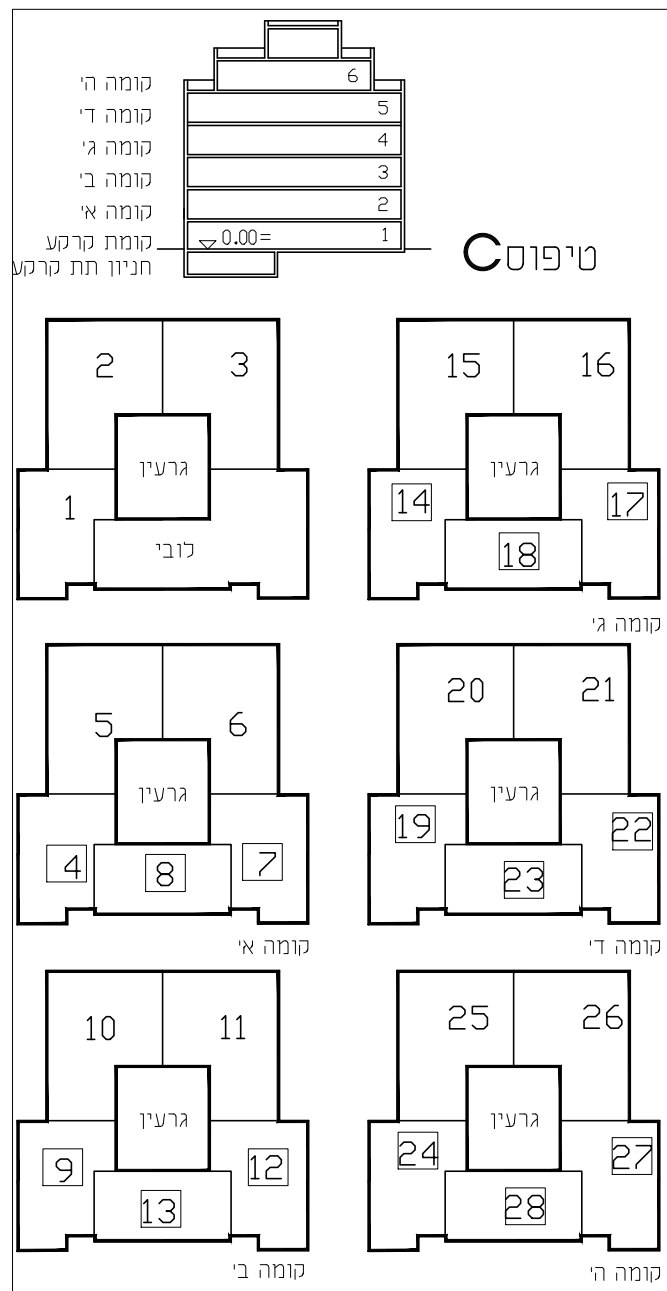 קומה ה'
6
קומה ד'
5
קומה ג'
4
קומה ב'
3
קומה א'
2
קומת קרקע
0.00=
1
חניון תת קרקעי
טיפוס C
2
3
גרעין
1
לובי
15
16
גרעין
14
17
18
קומה ג'
5
6
גרעין
4
8
7
קומה א'
20
21
גרעין
19
22
23
קומה ד'
10
11
גרעין
9
12
13
קומה ב'
25
26
גרעין
24
27
28
קומה ה'